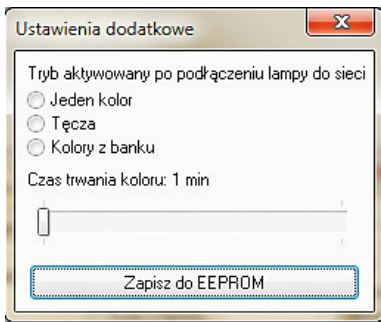 Ustawienia dodatkowe
Tryb aktywowany po podłączeniu lampy do sieci
Jeden kolor
Tęcza
Kolory z banku
Czas trwania koloru: 1 min
Zapisz do EEPROM